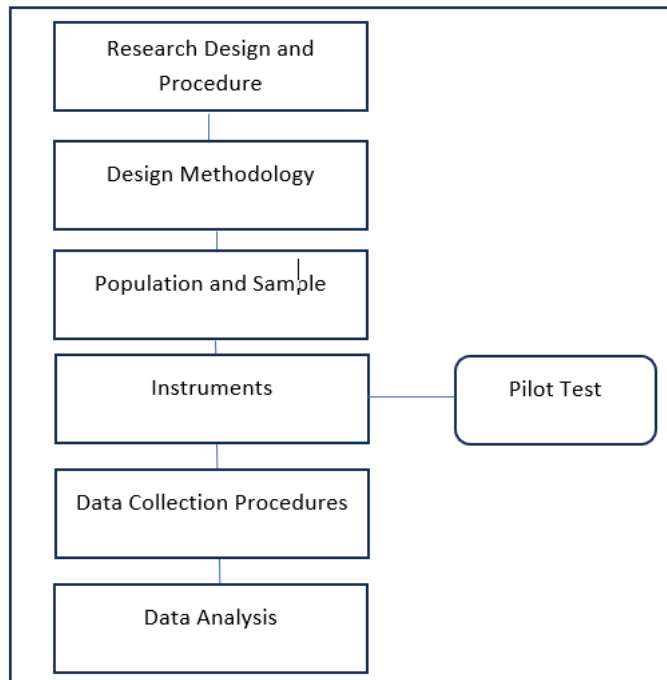 Research Design and
Procedure
Design Methodology
Population and Sample
Instruments
Pilot Test
Data Collection Procedures
Data Analysis